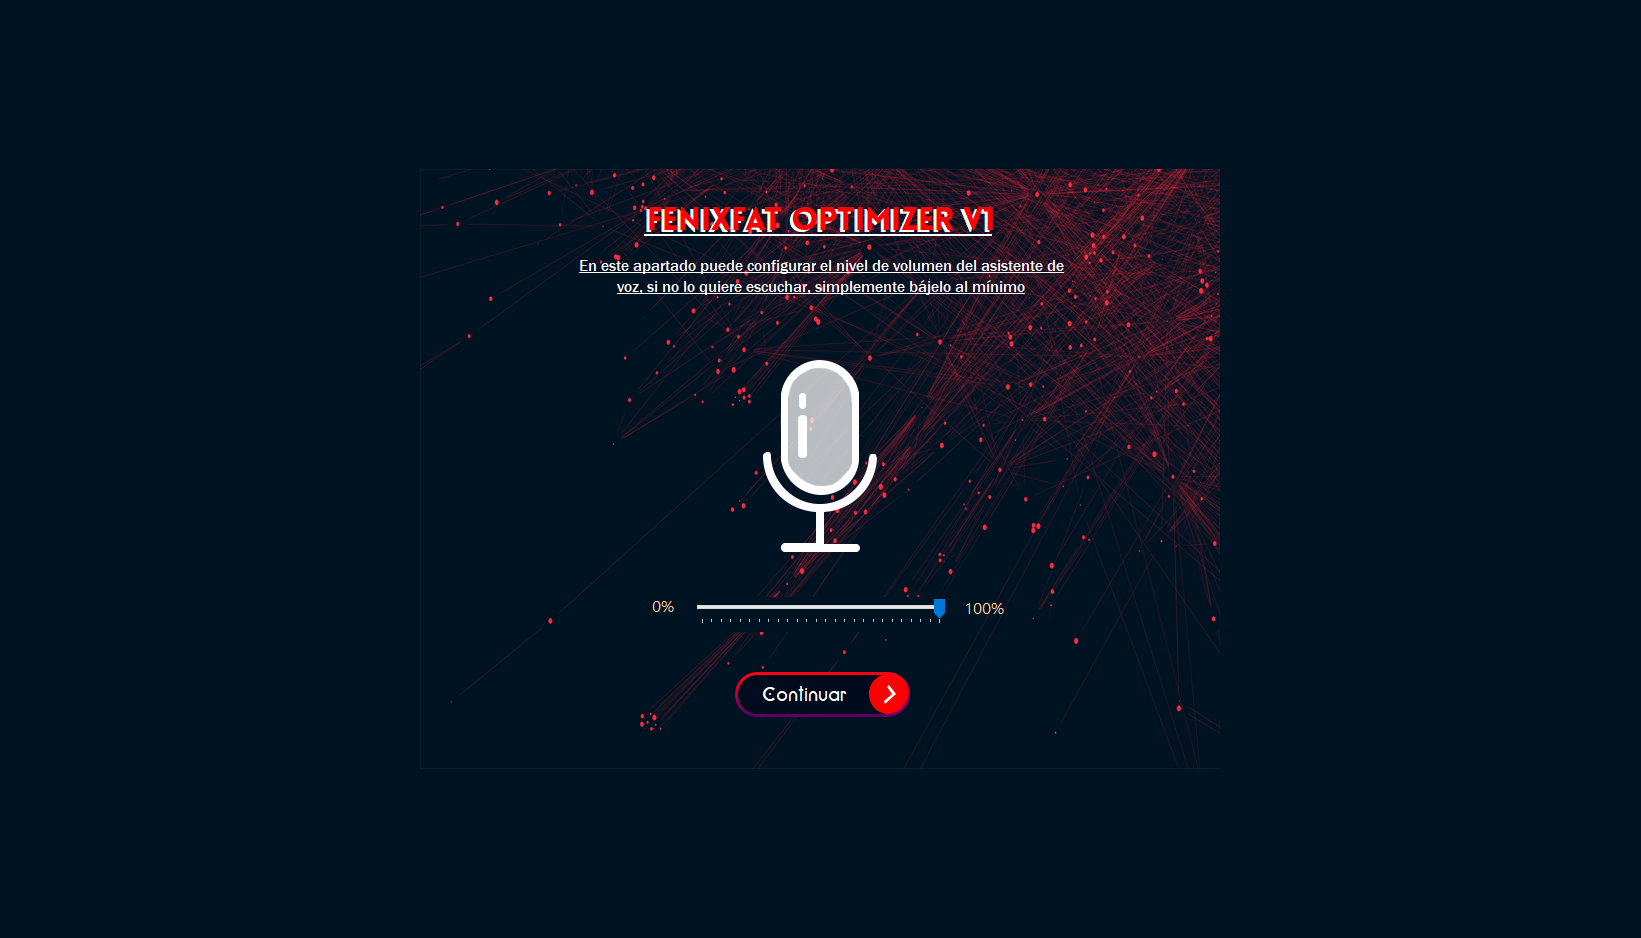 FENIXFAT OPTIMIZER V1
En este apartado puede configurar el nivel de volumen del asistente de
voz, si no lo quiere escuchar, simplemente bájelo al mínimo
0%
100%
Continuar